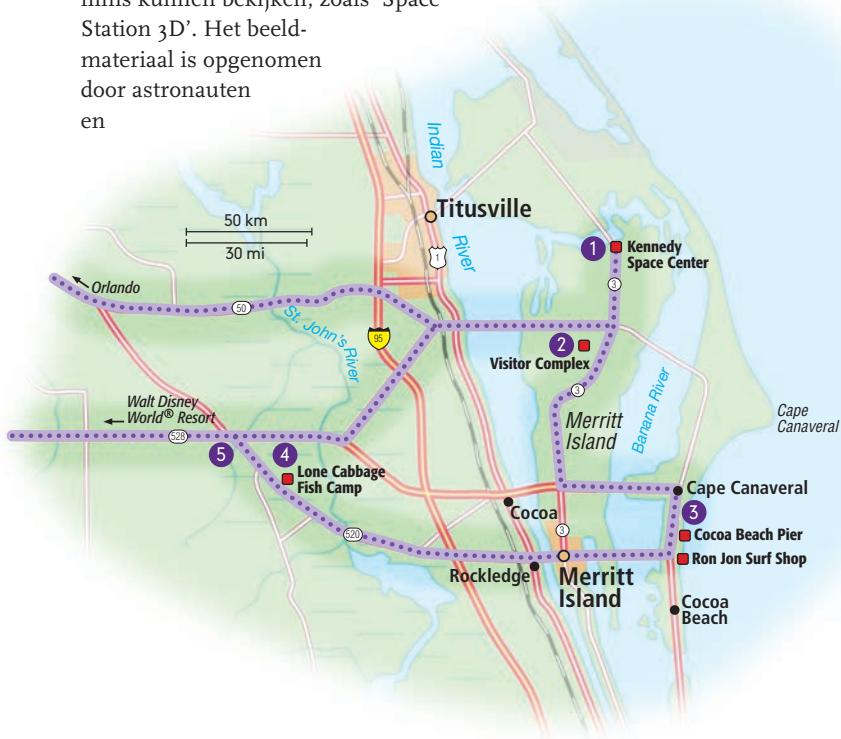 Station 3D’. Het beeld-
materiaal is opgenomen
door astronauten
en
Indian
River
Titusville
50 km
30 mi
1
1
Kennedy
Space Center
Orlando
3
50
St. John's River
95
2
Visitor Complex
3
Banana River
Walt Disney
World® Resort
Merritt
Island
Cape
Canaveral
528
5
4
Lone Cabbage
Fish Camp
Cape Canaveral
3
Cocoa
520
3
Cocoa Beach Pier
Ron Jon Surf Shop
Rockledge
Merritt
Island
Cocoa
Beach